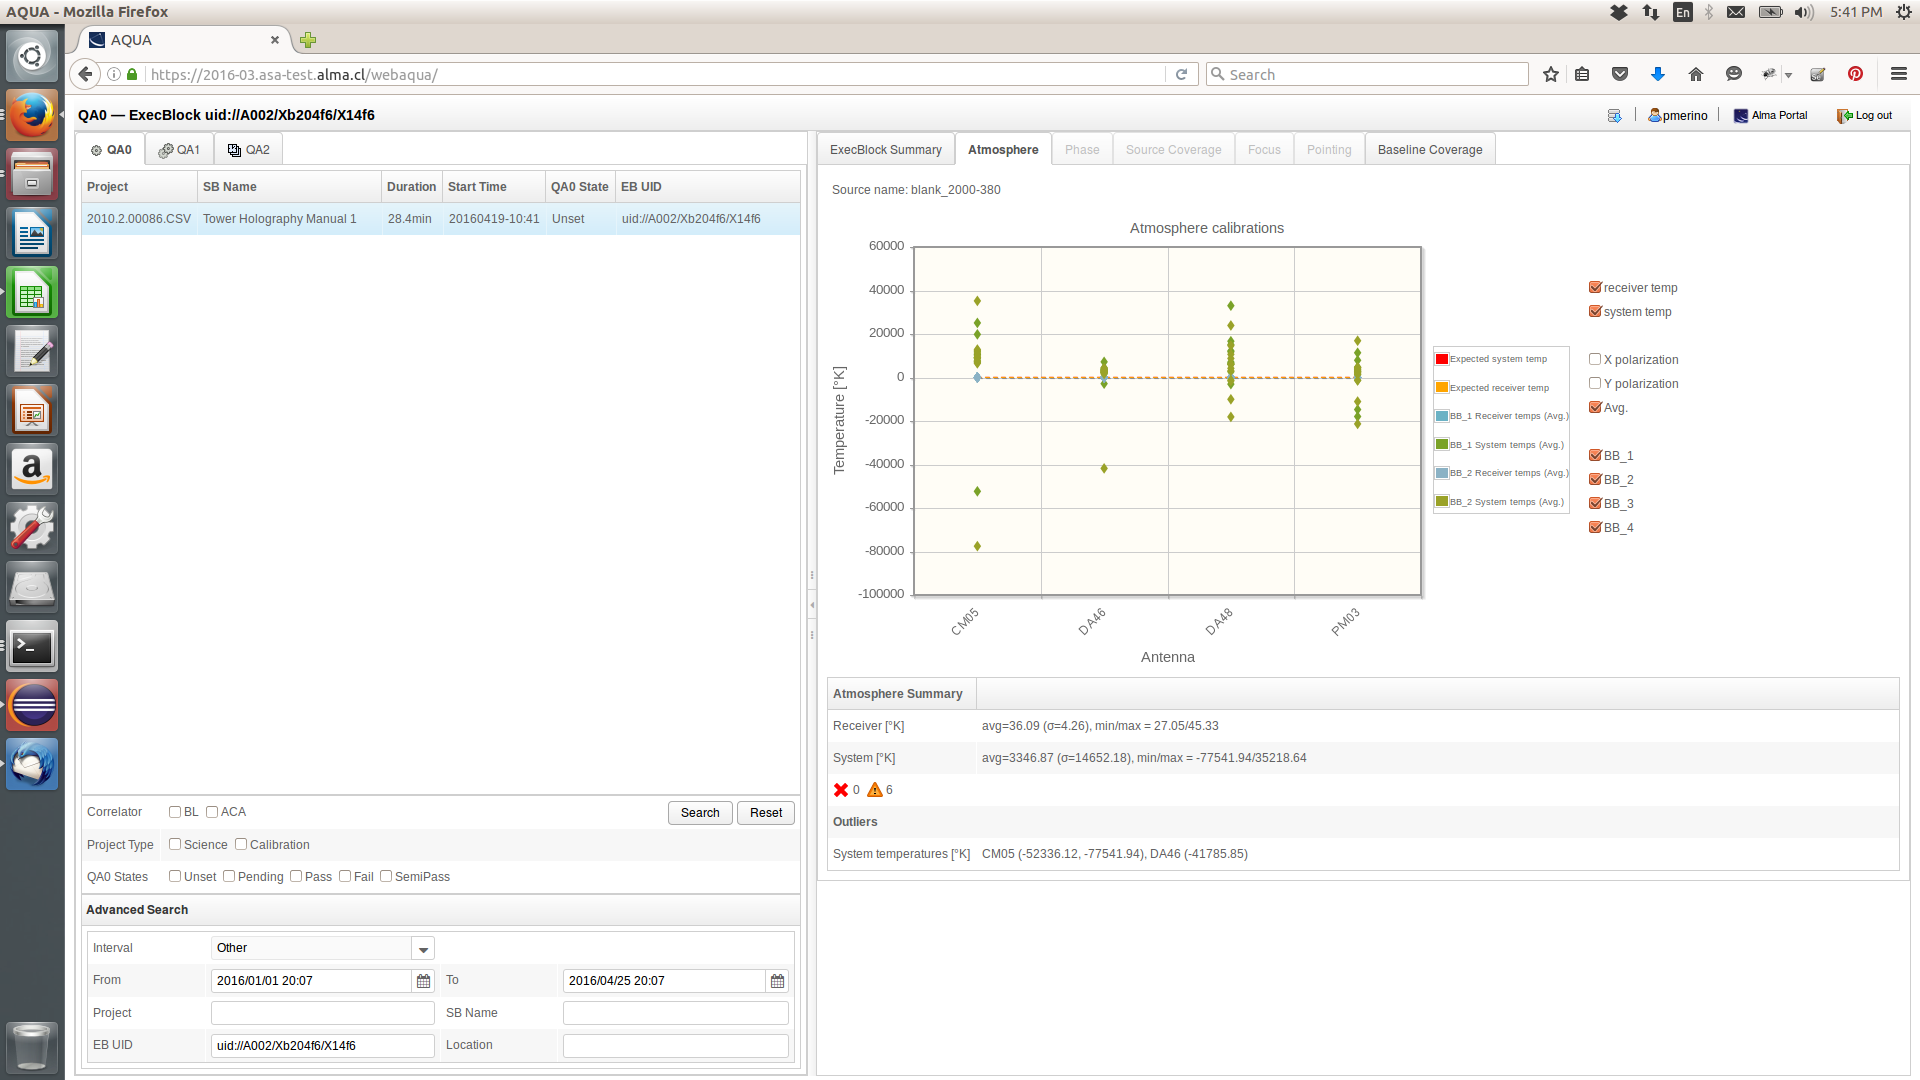 AQUA - Mozilla Firefox
En
5:41 PM
AQUA
https://2016-03.asa-test.alma.cl/webaqua/
Search
QA0 — ExecBlock uid://A002/Xb204f6/X14f6
pmerino
Alma Portal
Log out
QA0 QA1 QA2
Project SB Name Duration Start Time QA0 State EB UID
2010.2.00086.CSV Tower Holography Manual 1 28.4min 20160419-10:41 Unset uid://A002/Xb204f6/X14f6
Correlator BL ACA Search Reset
Project Type Science Calibration
QA0 States Unset Pending Pass Fail SemiPass
Advanced Search
Interval Other
From 2016/01/01 20:07 To 2016/04/25 20:07
Project SB Name
EB UID uid://A002/Xb204f6/X14f6 Location
ExecBlock Summary Atmosphere Phase Source Coverage Focus Pointing Baseline Coverage
Source name: blank_2000-380
Atmosphere calibrations
Temperature [°K]
60000
40000
20000
0
-20000
-40000
-60000
-80000
-100000
CM05 DA46 DA48 PM03
Antenna
Expected system temp
Expected receiver temp
BB_1 Receiver temps (Avg.)
BB_1 System temps (Avg.)
BB_2 Receiver temps (Avg.)
BB_2 System temps (Avg.)
receiver temp
system temp
X polarization
Y polarization
Avg.
BB_1
BB_2
BB_3
BB_4
Atmosphere Summary
Receiver [°K] avg=36.09 (σ=4.26), min/max = 27.05/45.33
System [°K] avg=3346.87 (σ=14652.18), min/max = -77541.94/35218.64
0 6
Outliers
System temperatures [°K] CM05 (-52336.12, -77541.94), DA46 (-41785.85)